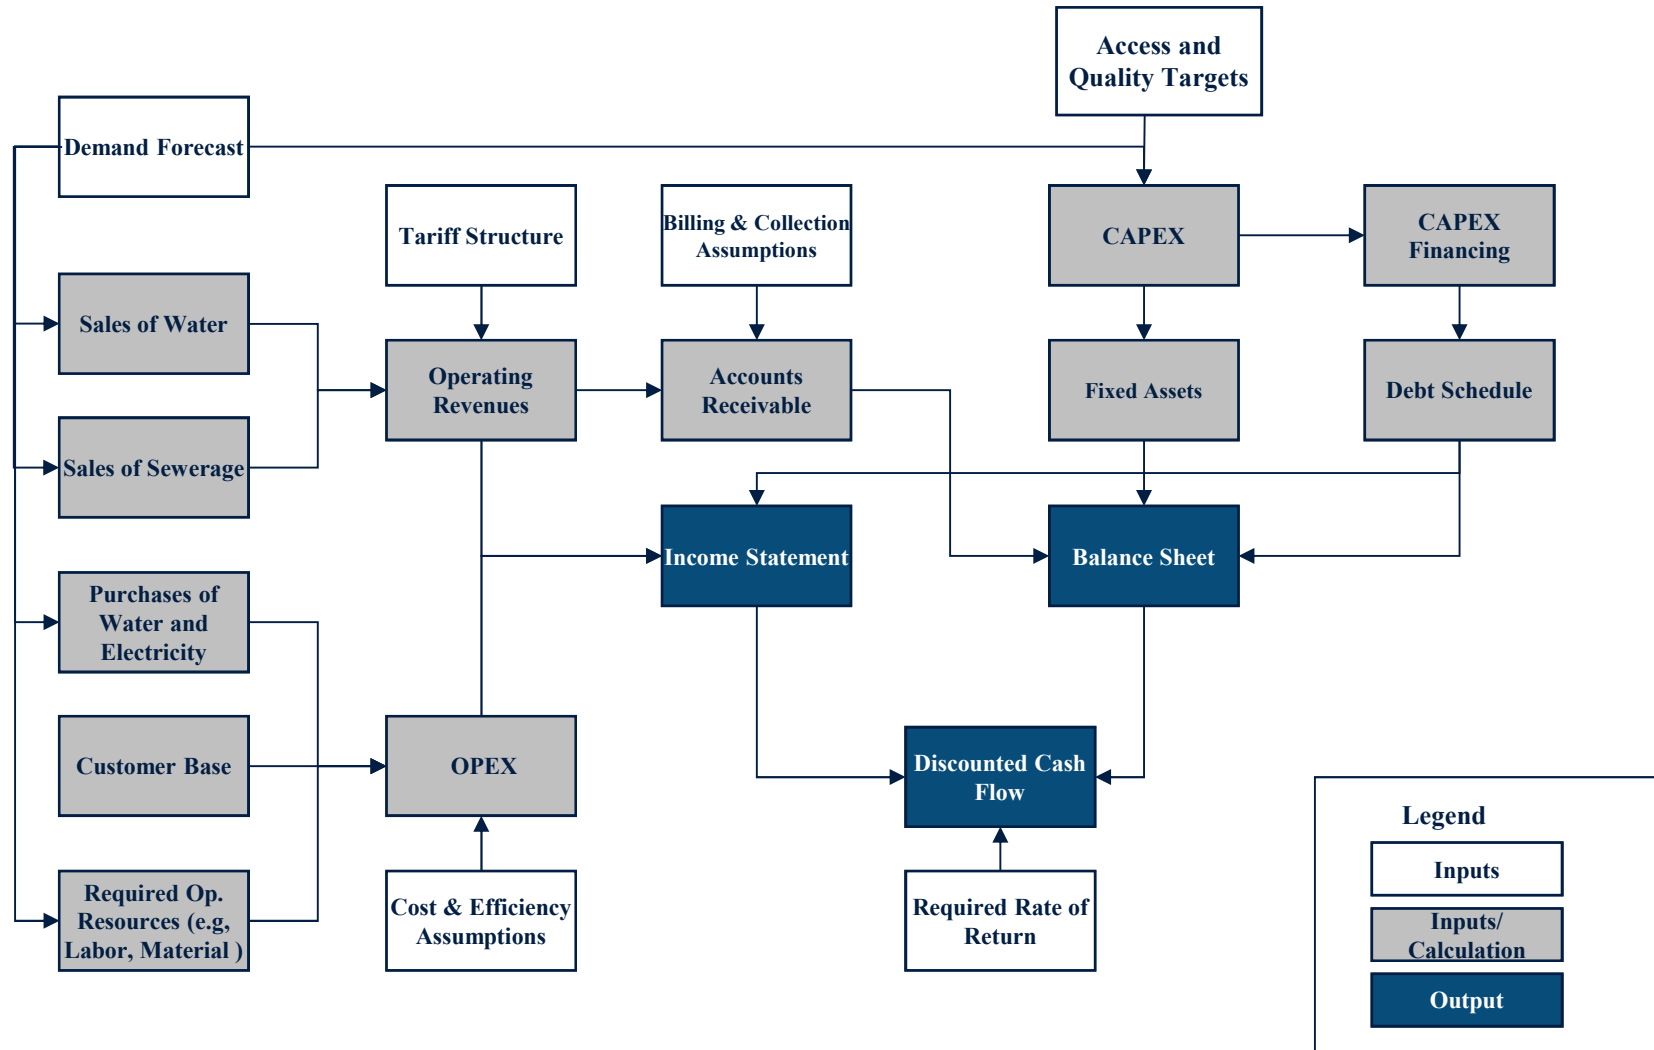 Access and
Quality Targets
Demand Forecast
Tariff Structure
Billing & Collection
Assumptions
CAPEX
CAPEX
Financing
Sales of Water
Operating
Revenues
Accounts
Receivable
Fixed Assets
Debt Schedule
Sales of Sewerage
Income Statement
Balance Sheet
Purchases of
Water and
Electricity
Customer Base
OPEX
Discounted Cash
Flow
Required Op.
Resources (e.g,
Labor, Material )
Cost & Efficiency
Assumptions
Required Rate of
Return
Legend
Inputs
Inputs/
Calculation
Output